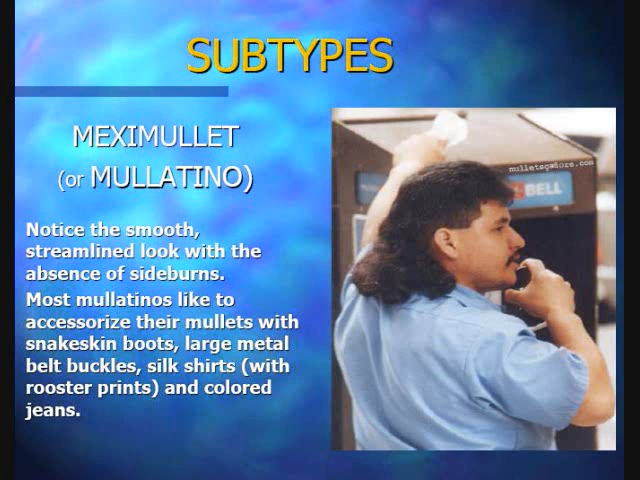 SUBTYPES
MEXIMULLET
(or MULLATINO)
Notice the smooth,
streamlined look with the
absence of sideburns.
Most mullatinos like to
accessorize their mullets with
snakeskin boots, large metal
belt buckles, silk shirts (with
rooster prints) and colored
jeans.
mulletsgalore.com
BELL